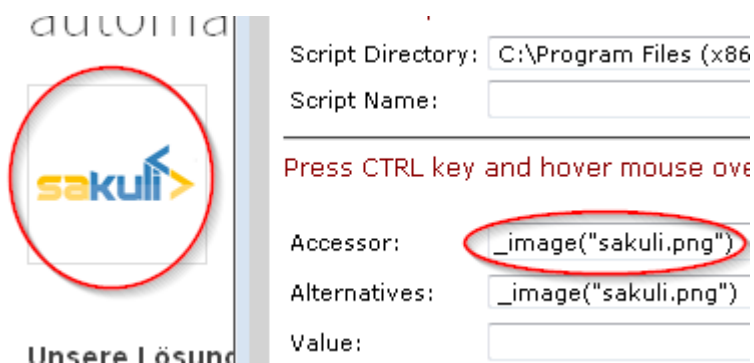 automa
sakuli
Unsere Lösung
Script Directory: C:\Program Files (x86
Script Name:
Press CTRL key and hover mouse ove
Accessor: _image("sakuli.png")
Alternatives: _image("sakuli.png")
Value: